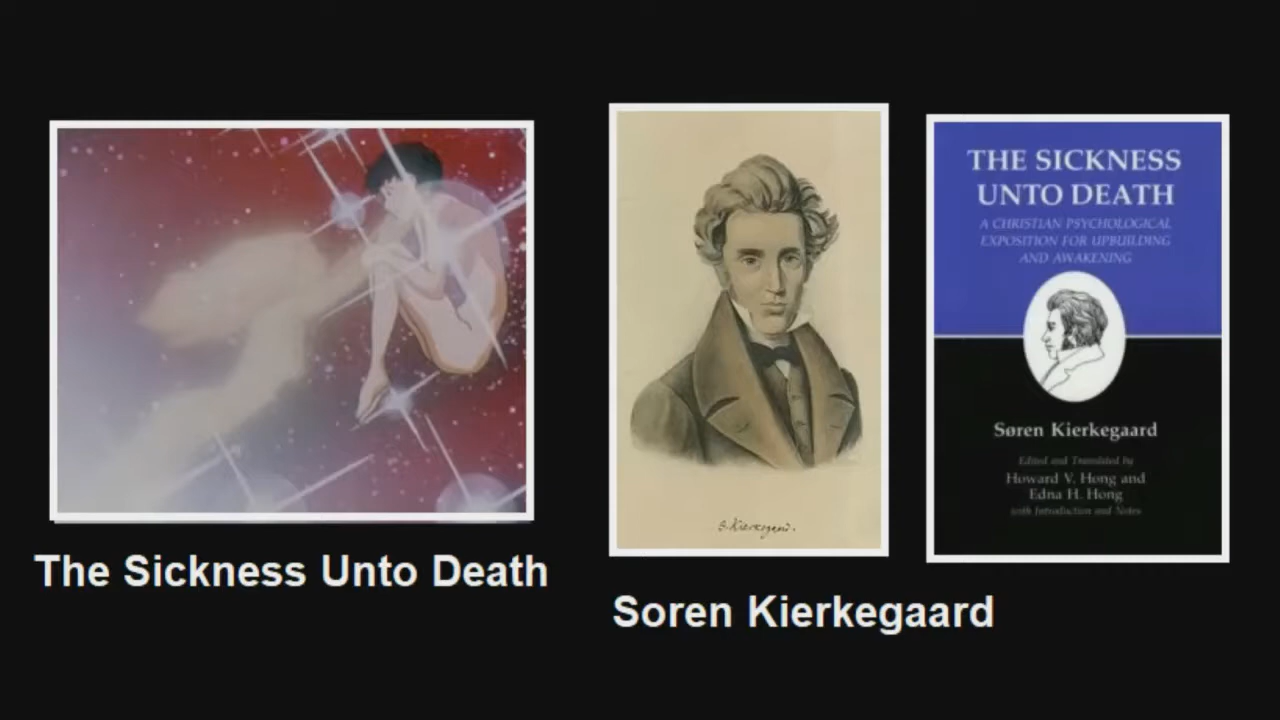 The Sickness Unto Death
S. Kierkegaard.
Soren Kierkegaard
THE SICKNESS
UNTO DEATH
A CHRISTIAN PSYCHOLOGICAL
EXPOSITION FOR UPBUILDING
AND AWAKENING
Søren Kierkegaard
Edited and Translated by
Howard V. Hong and
Edna H. Hong
with Introduction and Notes